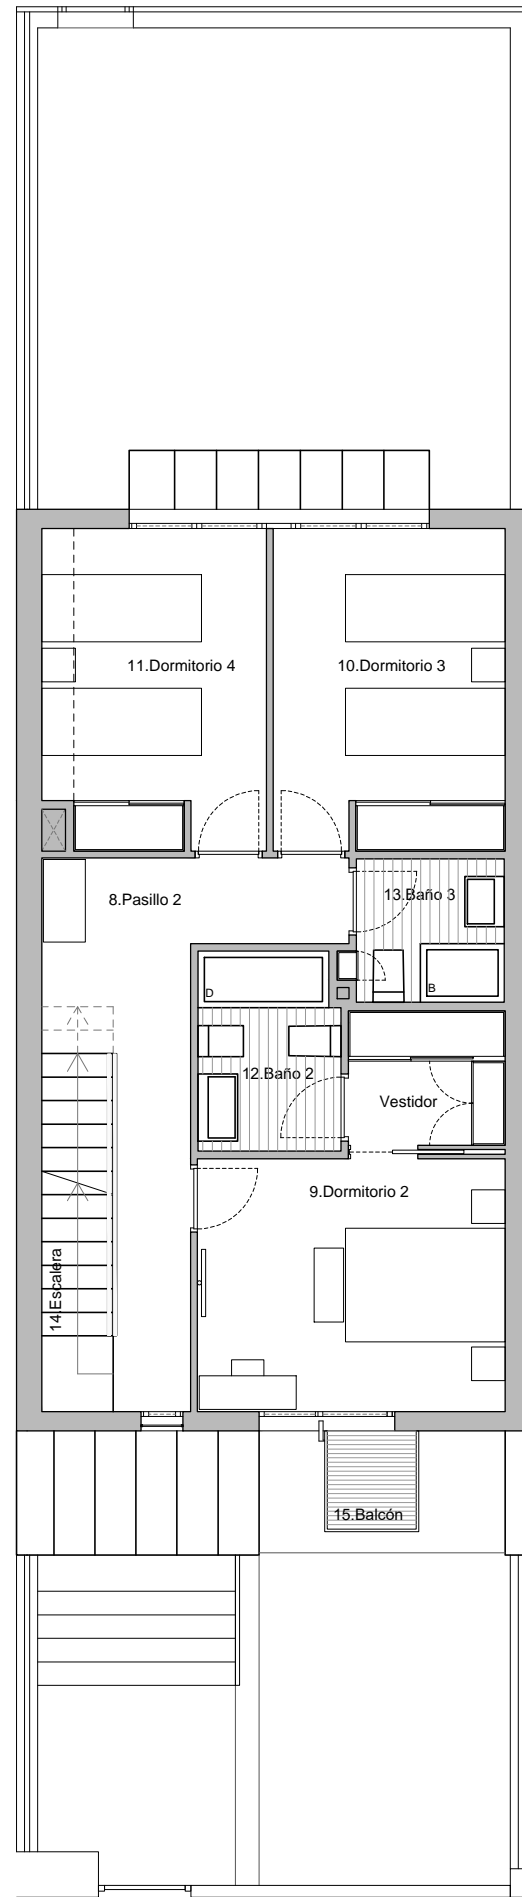 11.Dormitorio 4
10.Dormitorio 3
8.Pasillo 2
13.Baño 3
D
B
12.Baño 2
Vestidor
9.Dormitorio 2
14.Escalera
15.Balcón